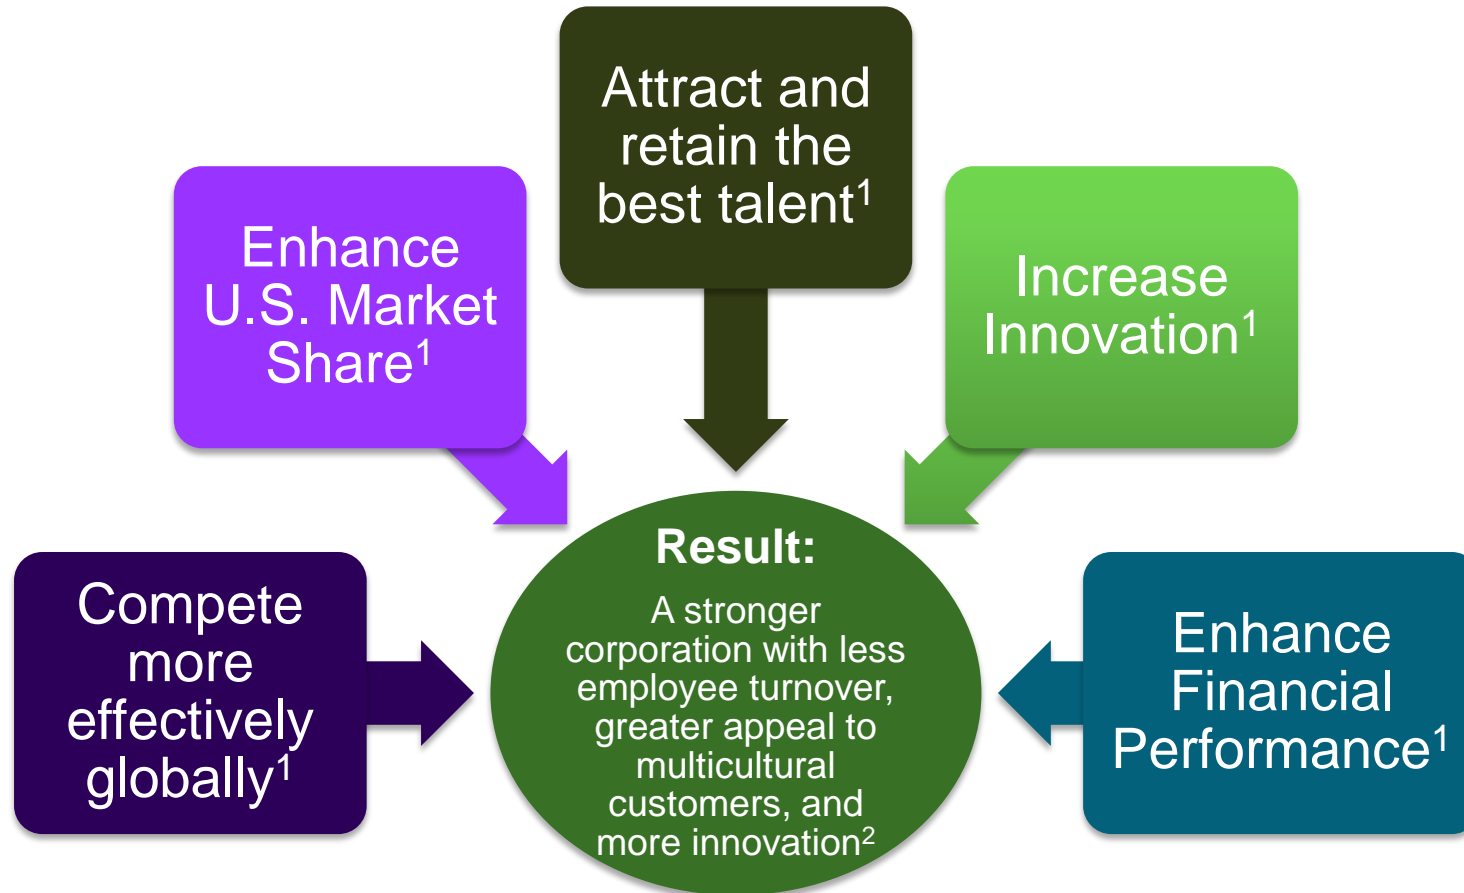 Attract and
retain the
best talent¹
Enhance
U.S. Market
Share¹
Increase
Innovation¹
Compete
more
effectively
globally¹
Result:
A stronger
corporation with less
employee turnover,
greater appeal to
multicultural
customers, and
more innovation²
Enhance
Financial
Performance¹